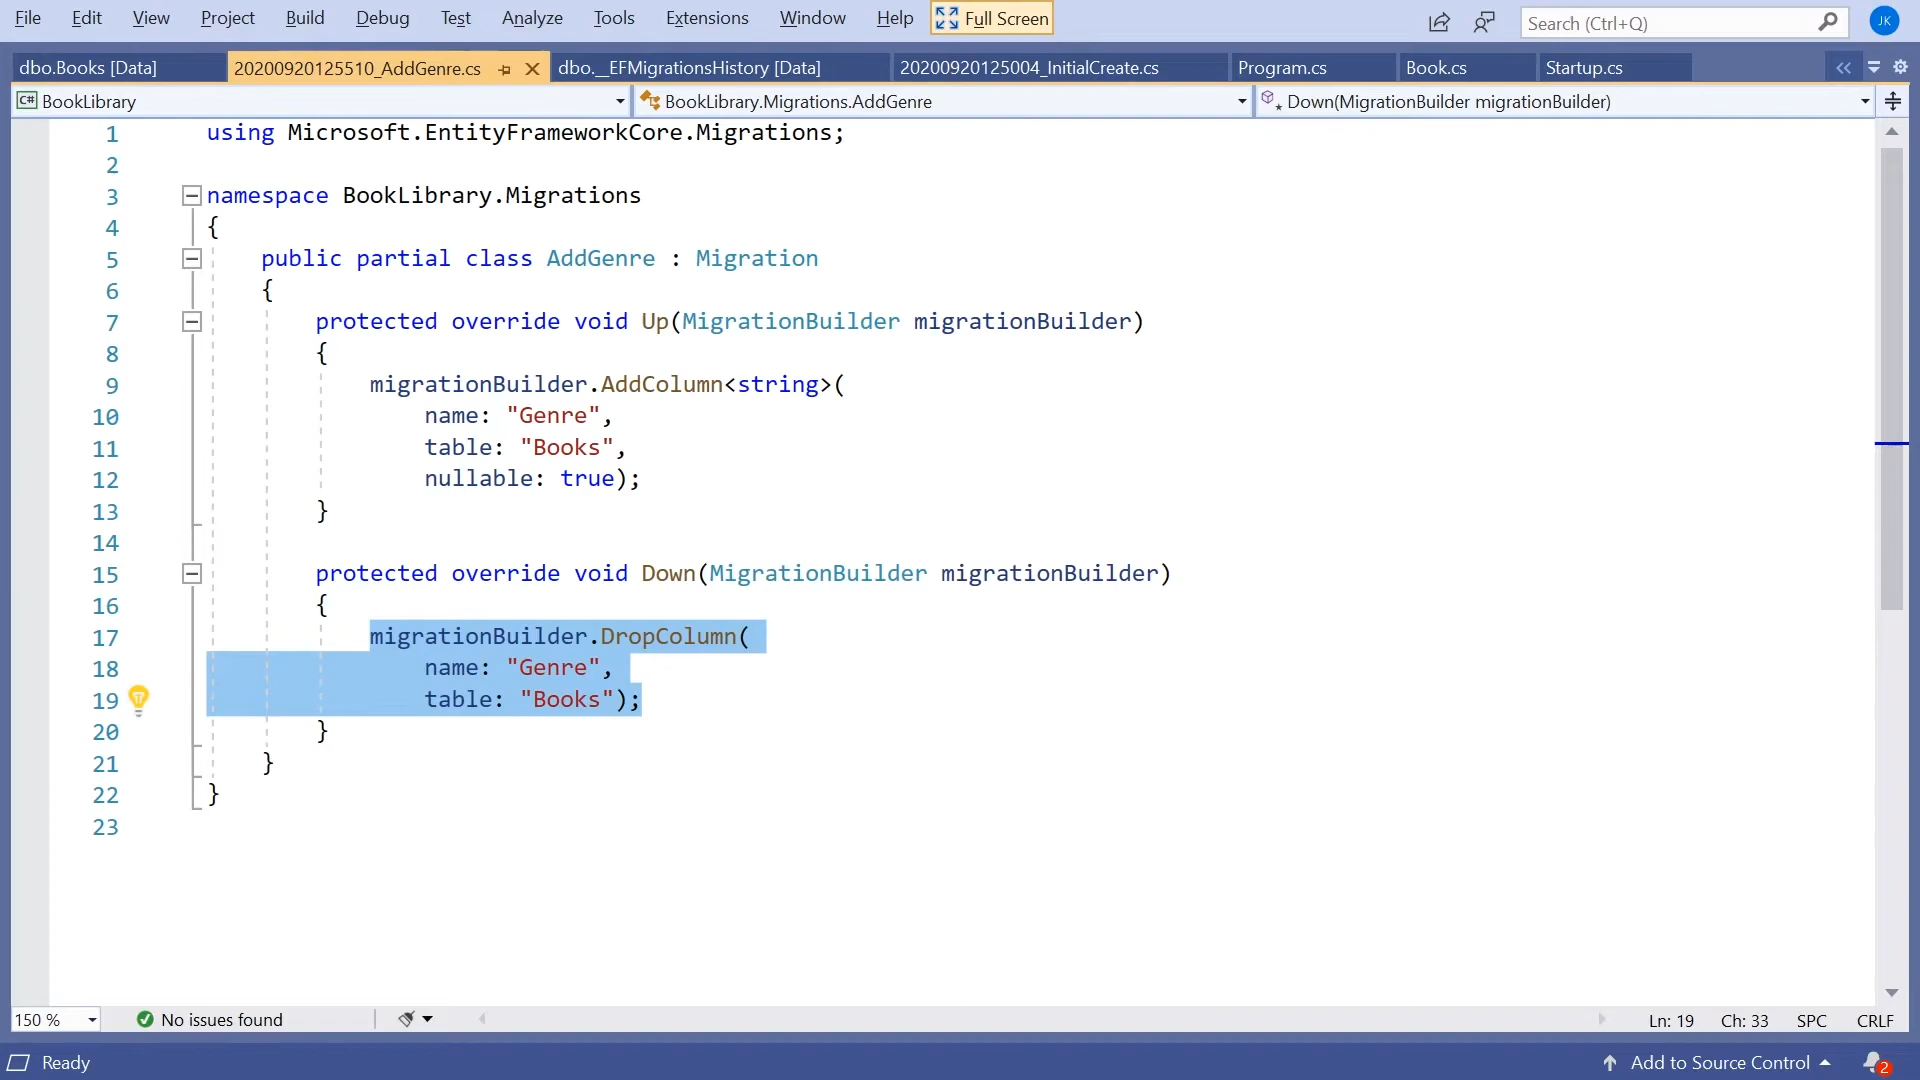 File Edit View Project Build Debug Test Analyze Tools Extensions Window Help Full Screen Search (Ctrl+Q) JK
dbo.Books [Data] 20200920125510_AddGenre.cs dbo.__EFMigrationsHistory [Data] 20200920125004_InitialCreate.cs Program.cs Book.cs Startup.cs
C# BookLibrary BookLibrary.Migrations.AddGenre Down(MigrationBuilder migrationBuilder)
1 using Microsoft.EntityFrameworkCore.Migrations;
2
3 namespace BookLibrary.Migrations
4 {
5 public partial class AddGenre : Migration
6 {
7 protected override void Up(MigrationBuilder migrationBuilder)
8 {
9 migrationBuilder.AddColumn<string>(
10 name: "Genre",
11 table: "Books",
12 nullable: true);
13 }
14
15 protected override void Down(MigrationBuilder migrationBuilder)
16 {
17 migrationBuilder.DropColumn(
18 name: "Genre",
19 table: "Books");
20 }
21 }
22 }
23
150 % No issues found Ln: 19 Ch: 33 SPC CRLF
Ready Add to Source Control 2